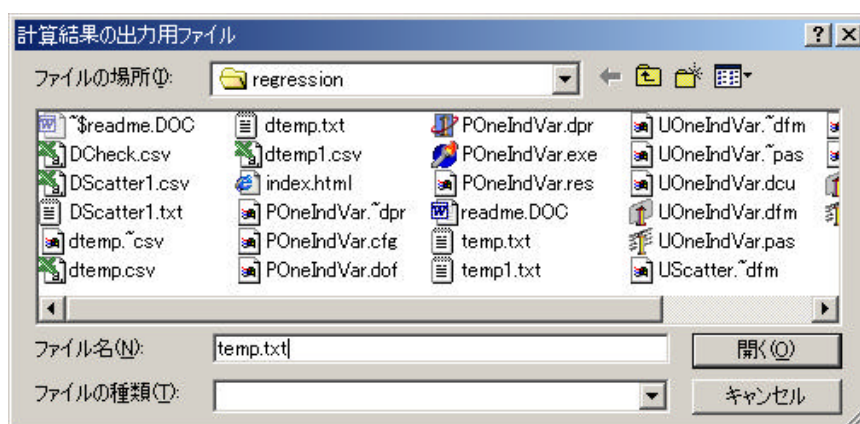 計算結果の出力用ファイル
ファイルの場所(I): regression
~$readme.DOC dtemp.txt POneIndVar.dpr UOneIndVar.~dfm
DCheck.csv dtemp1.csv POneIndVar.exe UOneIndVar.~pas
DScatter1.csv index.html POneIndVar.res UOneIndVar.dcu
DScatter1.txt POneIndVar.~dpr readme.DOC UOneIndVar.dfm
dtemp.~csv POneIndVar.cfg temp.txt UOneIndVar.pas
dtemp.csv POneIndVar.dof temp1.txt UScatter.~dfm
ファイル名(N): temp.txt 開く(O)
ファイルの種類(T): キャンセル